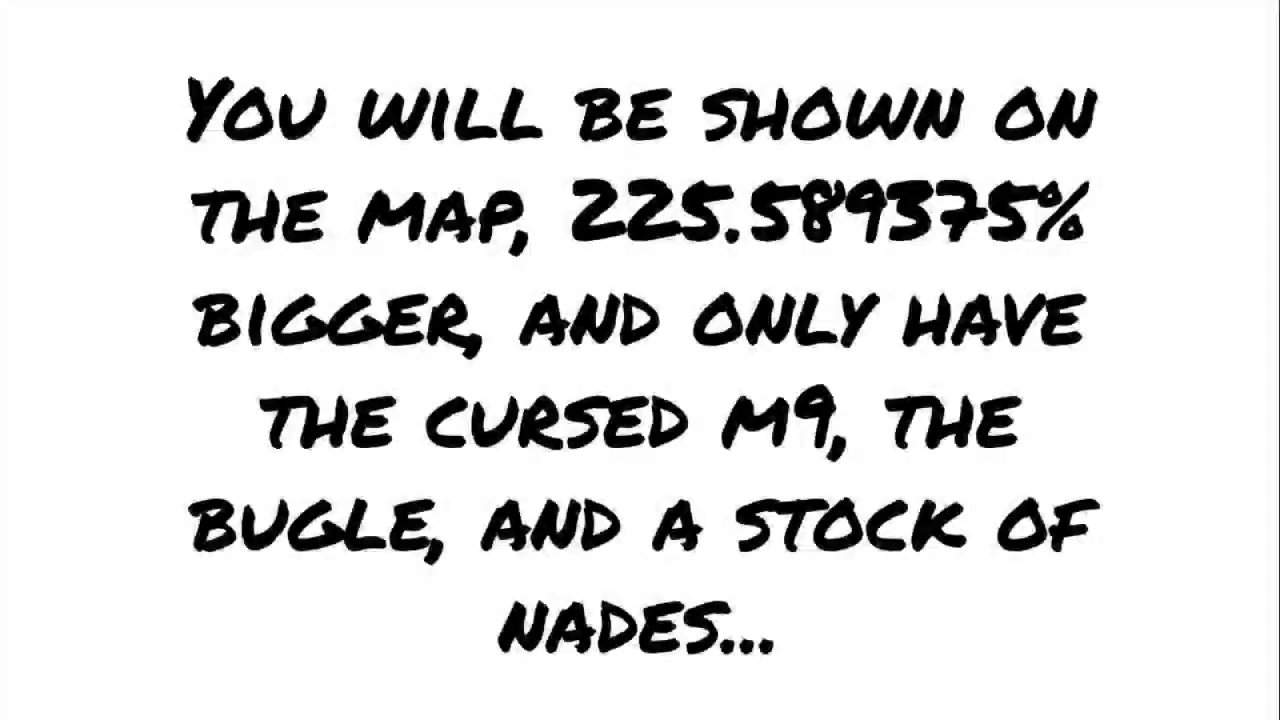 You will be shown on
the map, 225.589375%
bigger, and only have
the cursed M9, the
bugle, and a stock of
nades...